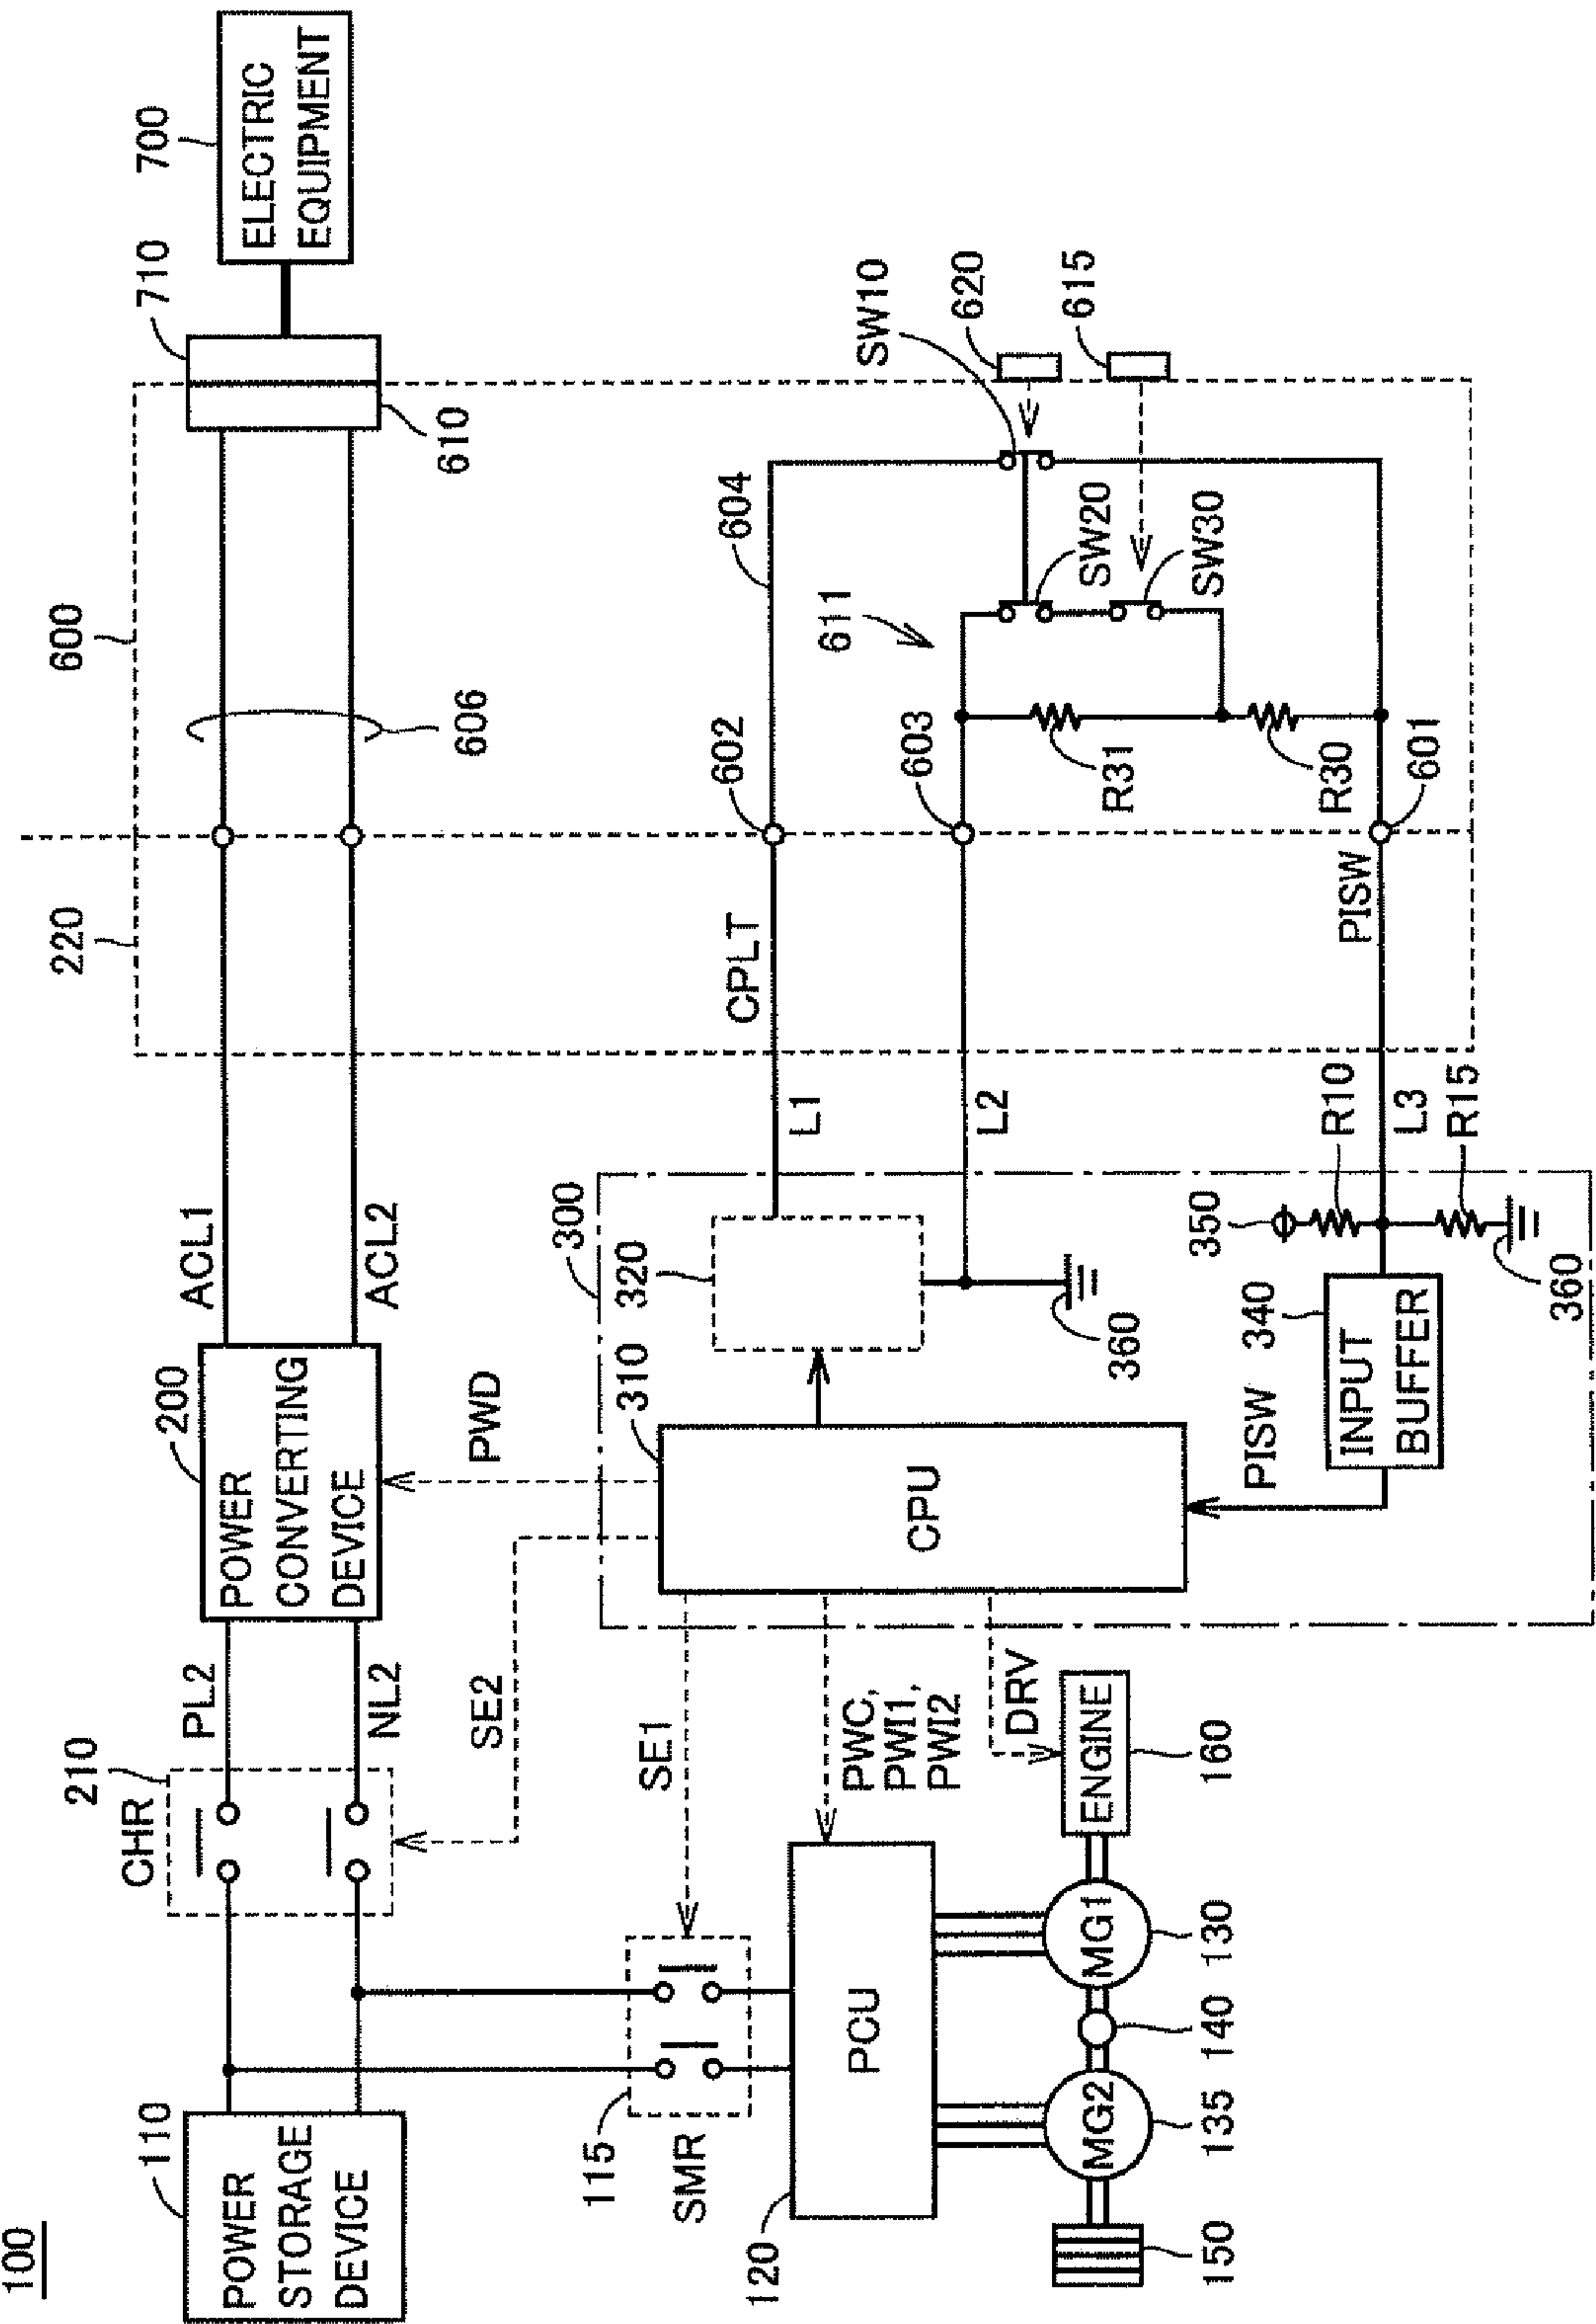 100
110
POWER
STORAGE
DEVICE
CHR
210
PL2
NL2
200
POWER
CONVERTING
DEVICE
ACL1
ACL2
220
600
606
610
710
700
ELECTRIC
EQUIPMENT
SE2
PWD
115
SMR
SE1
300
310
CPU
320
360
L1
L2
CPLT
602
603
604
611
SW10
SW20
SW30
620
615
R31
R30
601
PISW
120
PCU
PWC,
PWI1,
PWI2
DRV
ENGINE
160
MG1
130
140
MG2
135
150
PISW
340
INPUT
BUFFER
350
R10
L3
R15
360